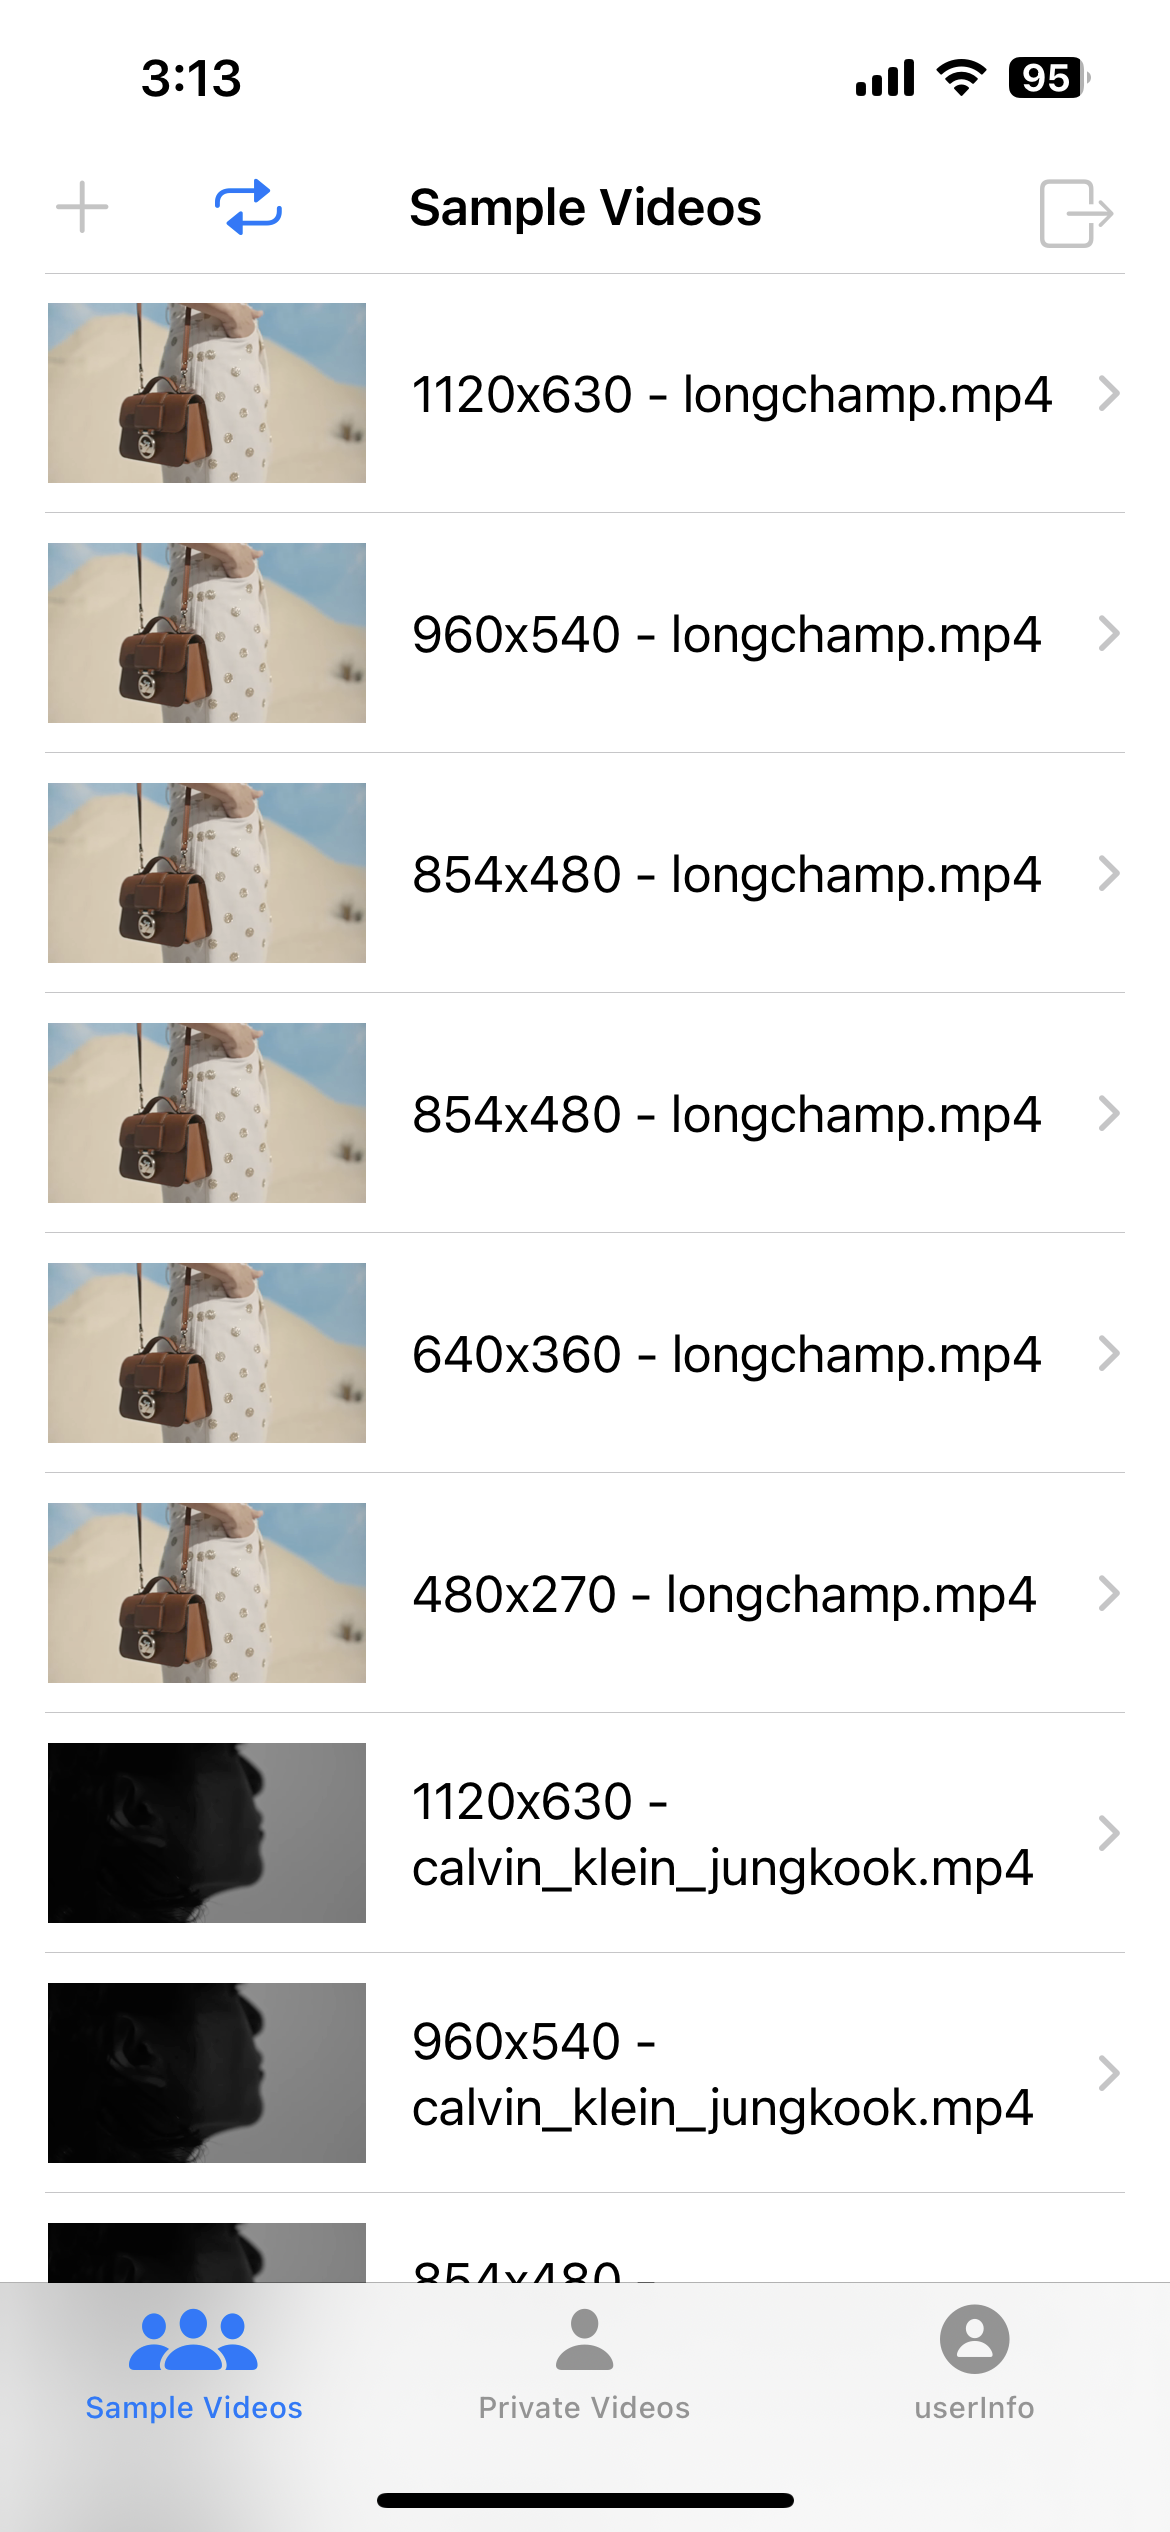 3:13
95
Sample Videos
1120x630 - longchamp.mp4
960x540 - longchamp.mp4
854x480 - longchamp.mp4
854x480 - longchamp.mp4
640x360 - longchamp.mp4
480x270 - longchamp.mp4
1120x630 -
calvin_klein_jungkook.mp4
960x540 -
calvin_klein_jungkook.mp4
854x480 -
Sample Videos
Private Videos
userInfo